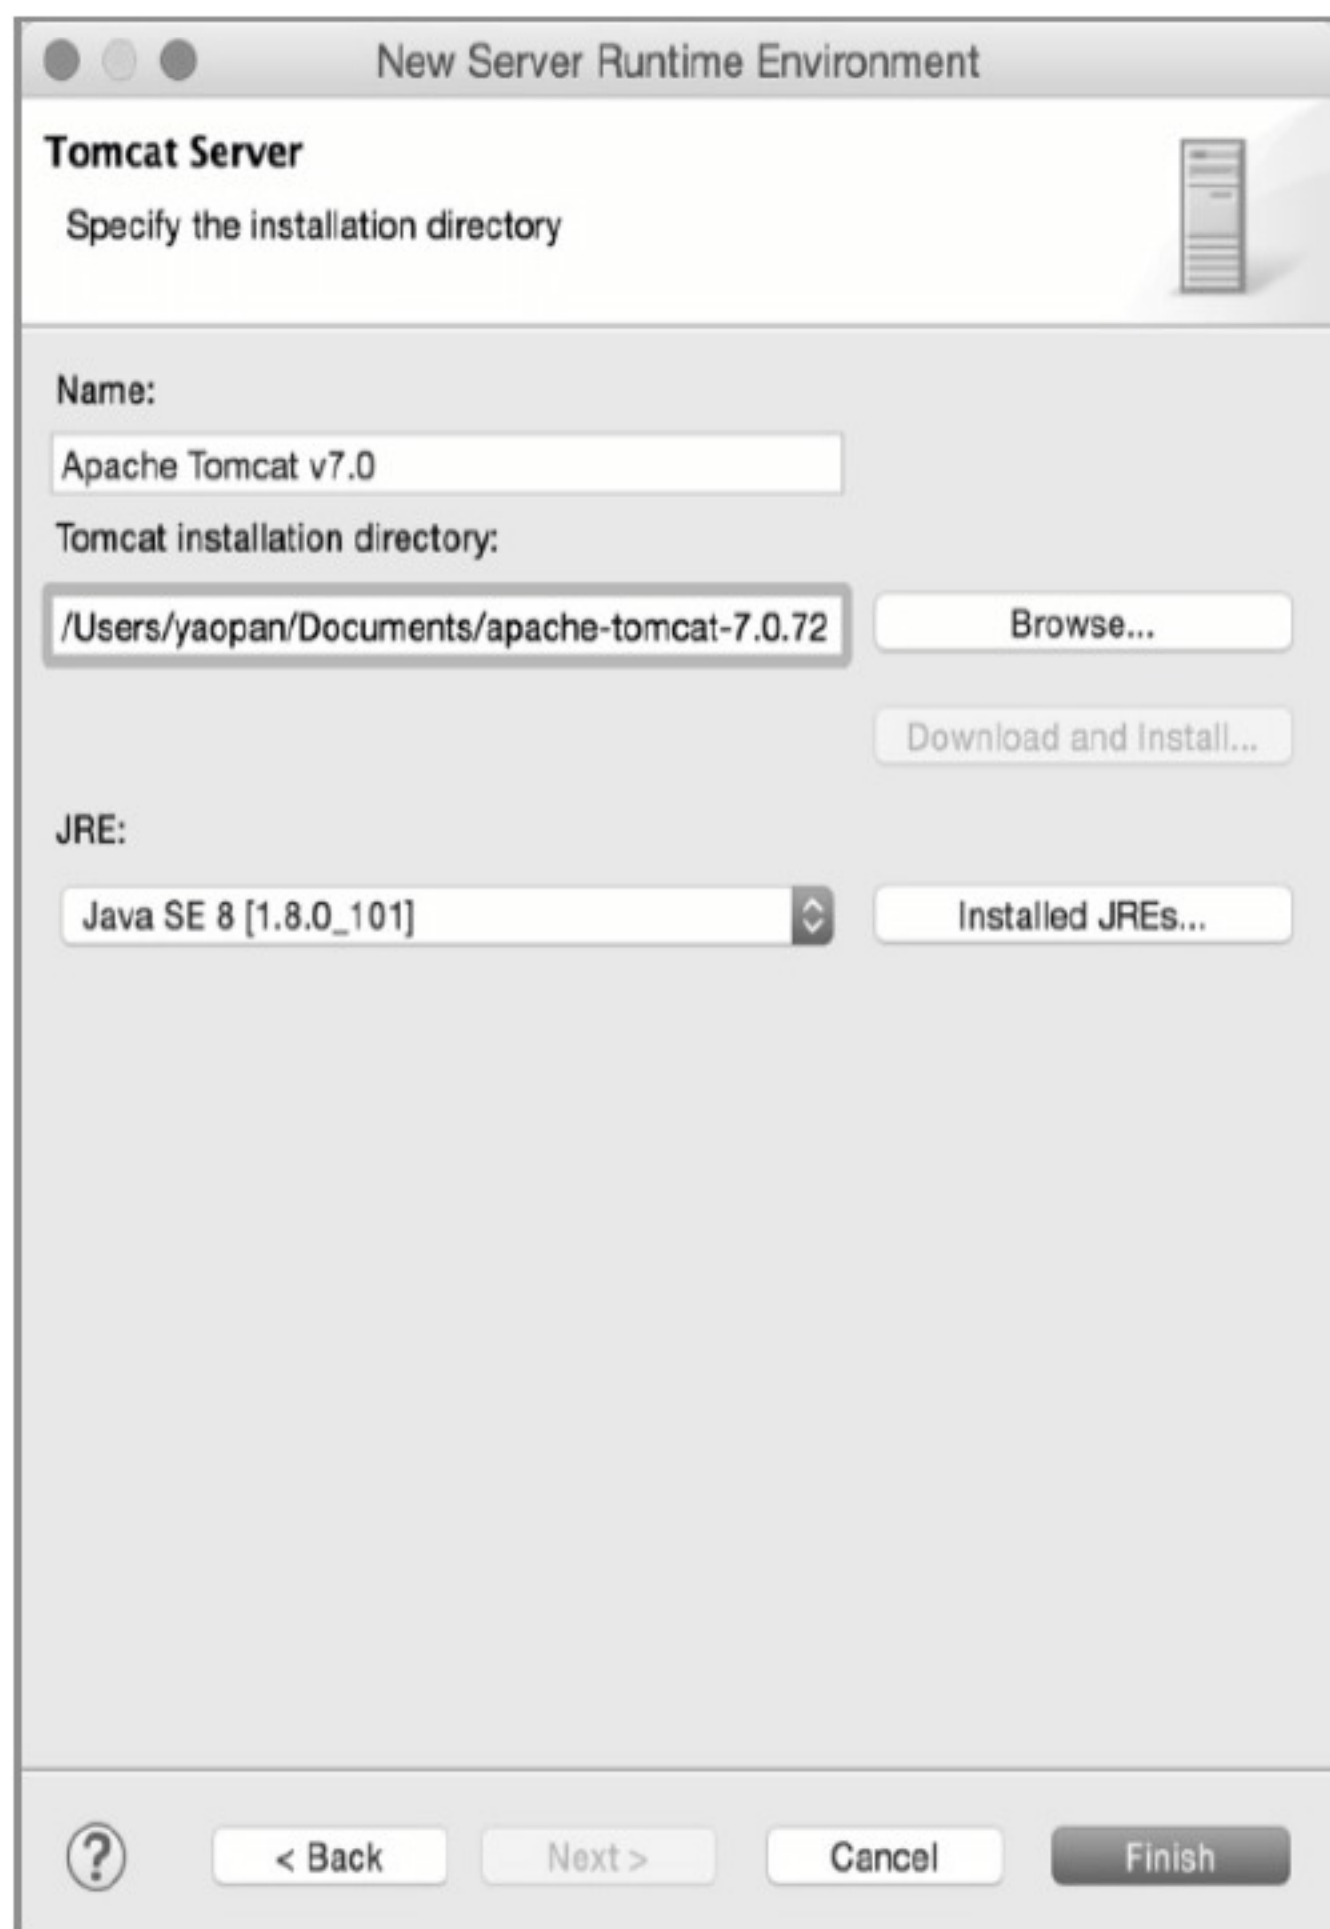 New Server Runtime Environment
Tomcat Server
Specify the installation directory
Name:
Apache Tomcat v7.0
Tomcat installation directory:
/Users/yaopan/Documents/apache-tomcat-7.0.72
Browse...
Download and Install...
JRE:
Java SE 8 [1.8.0_101]
Installed JREs...
?
< Back
Next >
Cancel
Finish